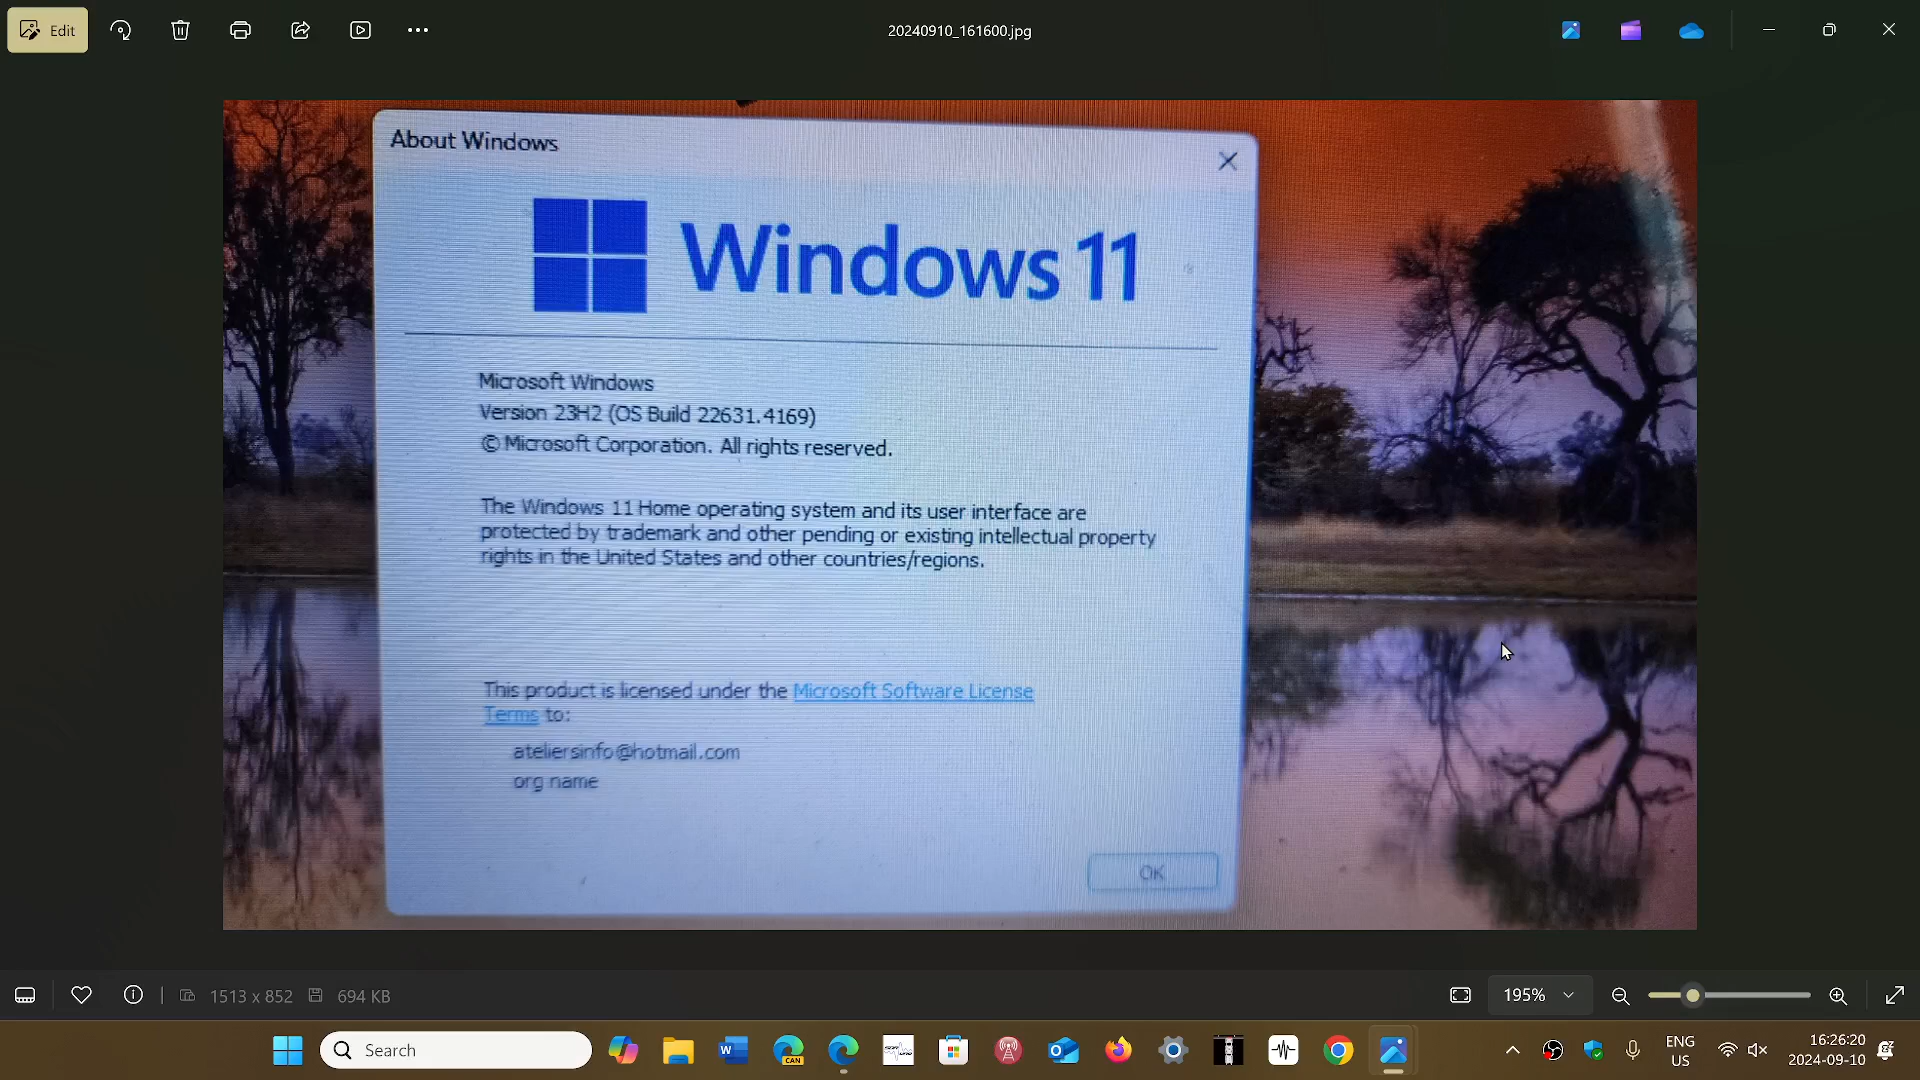 Edit
20240910_161600.jpg
About Windows
Windows 11
Microsoft Windows
Version 23H2 (OS Build 22631.4169)
© Microsoft Corporation. All rights reserved.
The Windows 11 Home operating system and its user interface are
protected by trademark and other pending or existing intellectual property
rights in the United States and other countries/regions.
This product is licensed under the Microsoft Software License
Terms to:
ateliersinfo@hotmail.com
org name
OK
1513 x 852
694 KB
195%
Search
W
CAN
ENG
US
16:26:20
2024-09-10